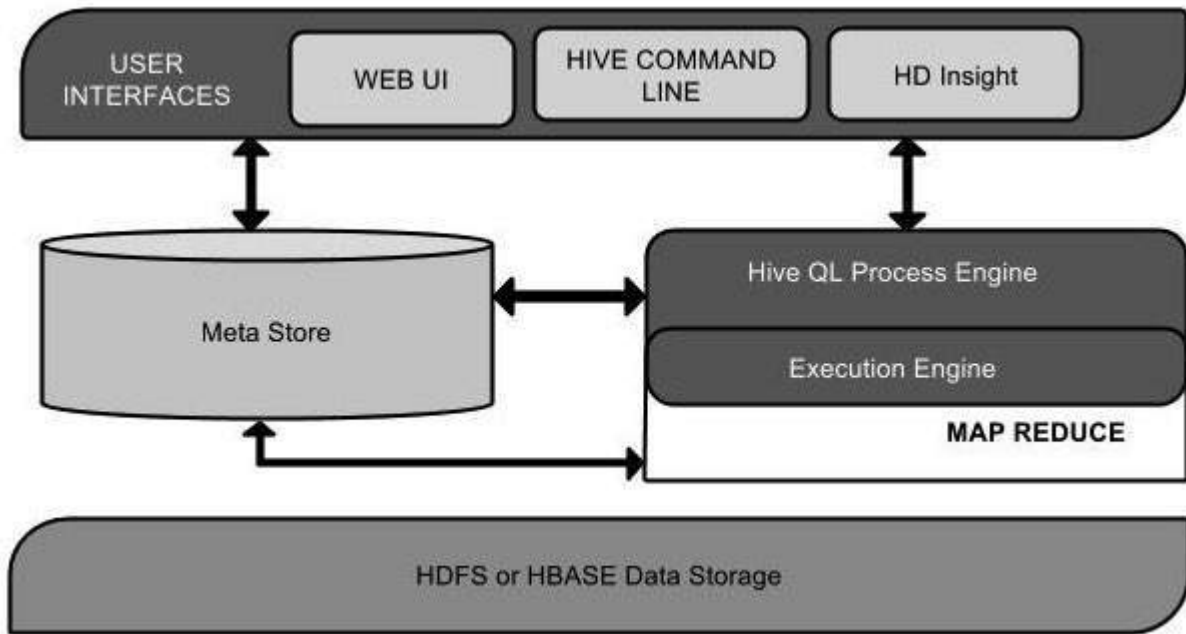 USER
INTERFACES
WEB UI
HIVE COMMAND
LINE
HD Insight
Meta Store
Hive QL Process Engine
Execution Engine
MAP REDUCE
HDFS or HBASE Data Storage